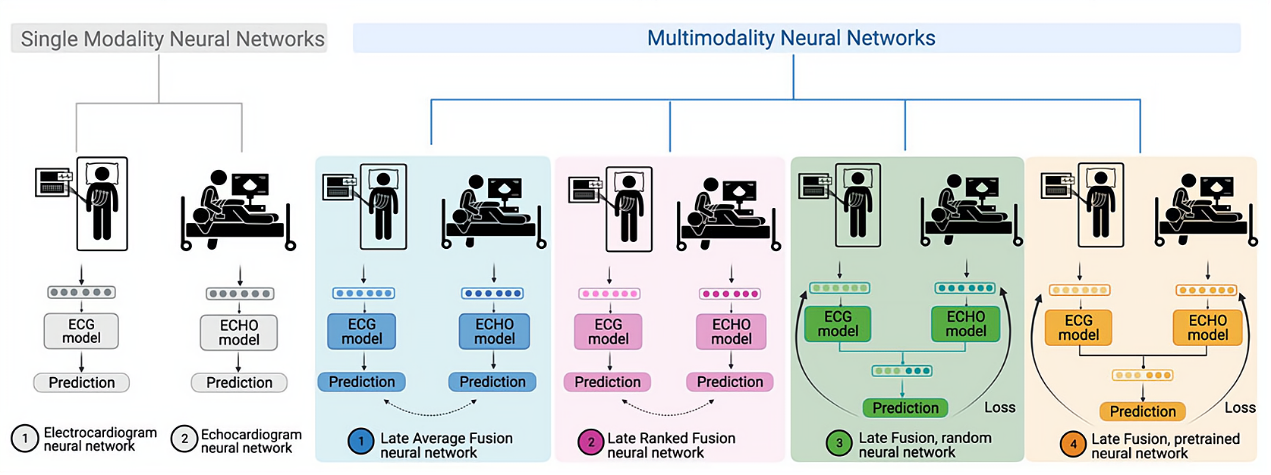 Single Modality Neural Networks
Multimodality Neural Networks
ECG
model
Prediction
1
Electrocardiogram
neural network
ECHO
model
Prediction
2
Echocardiogram
neural network
ECG
model
Prediction
ECHO
model
Prediction
1
Late Average Fusion
neural network
ECG
model
Prediction
ECHO
model
Prediction
2
Late Ranked Fusion
neural network
ECG
model
ECHO
model
Prediction
Loss
3
Late Fusion, random
neural network
ECG
model
ECHO
model
Prediction
Loss
4
Late Fusion, pretrained
neural network